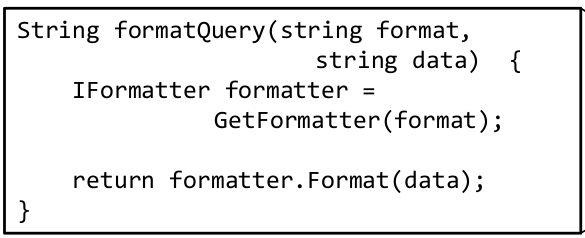 String formatQuery(string format,
string data) {
IFormatter formatter =
GetFormatter(format);
return formatter.Format(data);
}